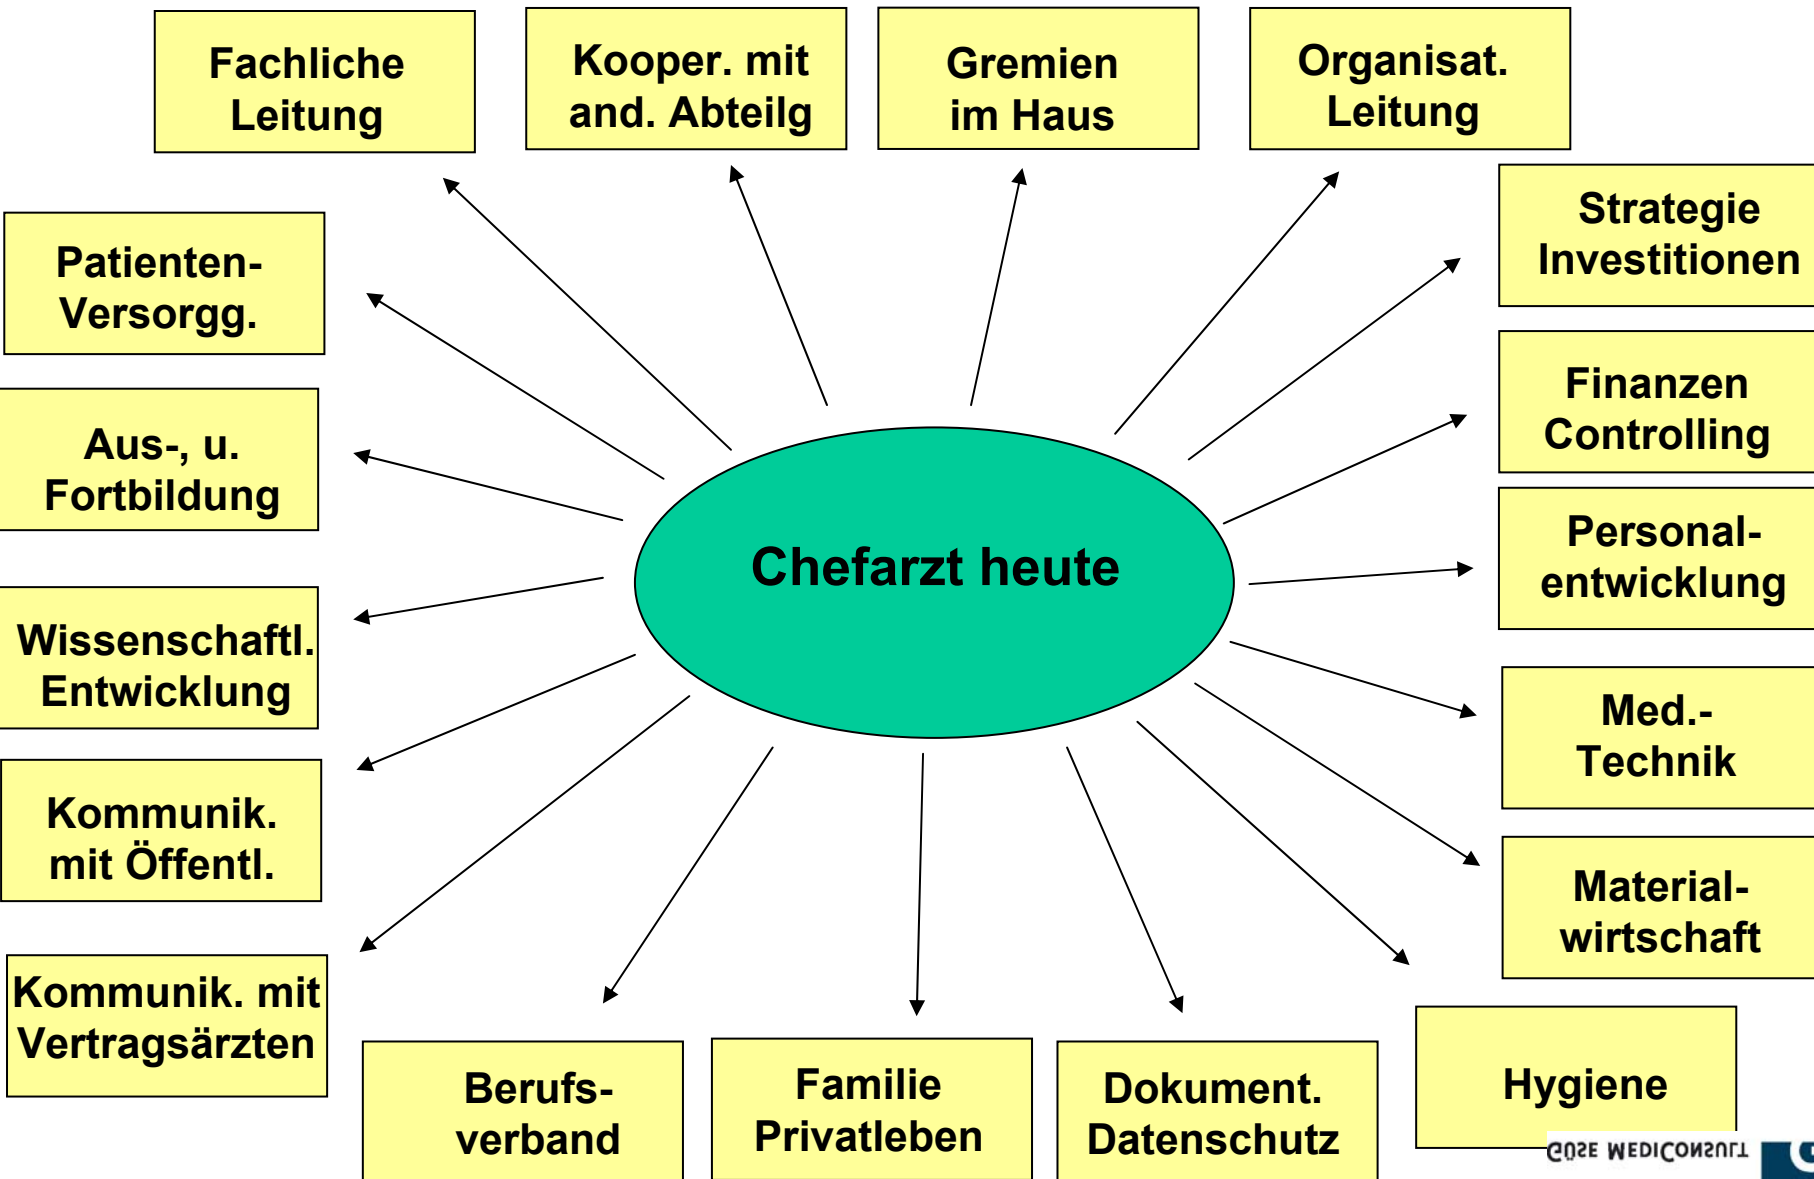 Fachliche
Leitung
Kooper. mit
and. Abteilg
Gremien
im Haus
Organisat.
Leitung
Strategie
Investitionen
Patienten-
Versorgg.
Finanzen
Controlling
Aus-, u.
Fortbildung
Personal-
entwicklung
Chefarzt heute
Wissenschaftl.
Entwicklung
Med.-
Technik
Kommunik.
mit Öffentl.
Material-
wirtschaft
Kommunik. mit
Vertragsärzten
Berufs-
verband
Familie
Privatleben
Dokument.
Datenschutz
Hygiene
GÜSE MEDICONSULT